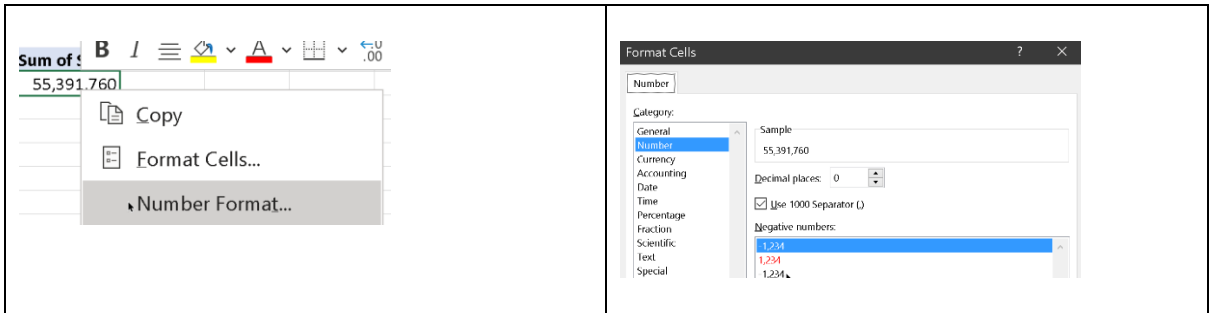 B I A .00
Sum of S
55,391,760
Copy
Format Cells...
Number Format...
Format Cells ? ×
Number
Category:
General
Number
Currency
Accounting
Date
Time
Percentage
Fraction
Scientific
Text
Special
Sample
55,391,760
Decimal places: 0
Use 1000 Separator (,)
Negative numbers:
-1,234
1,234
1,234